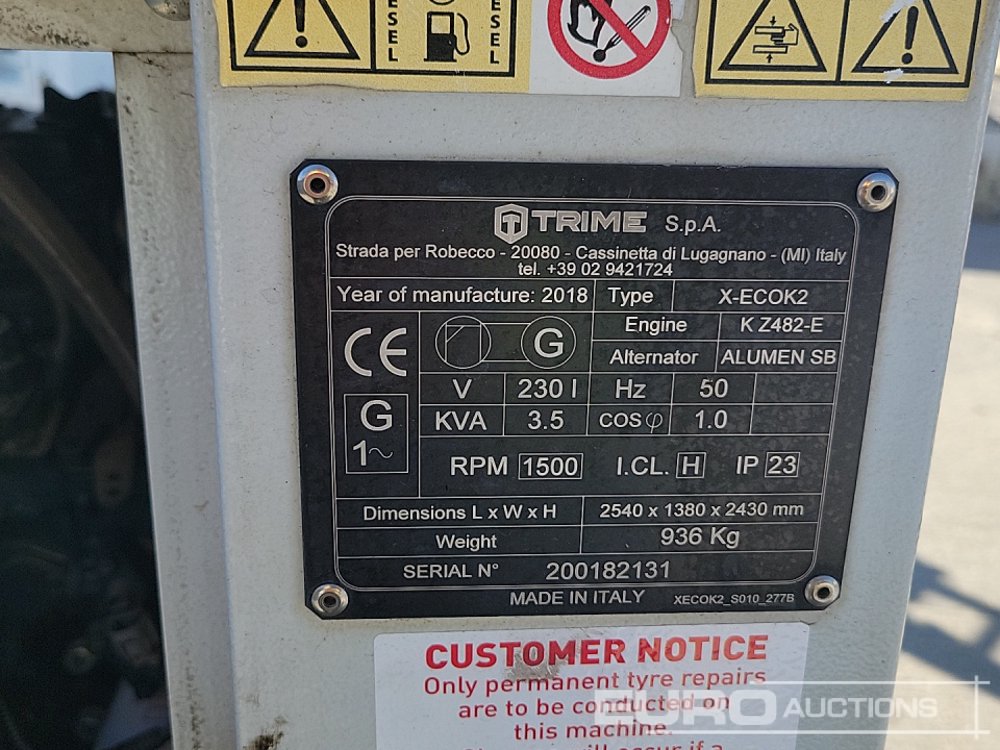 DIESEL
DIESEL
TRIME S.p.A.
Strada per Robecco - 20080 - Cassinetta di Lugagnano - (MI) Italy
tel. +39 02 9421724
Year of manufacture: 2018 Type X-ECOK2
Engine K Z482-E
CE G Alternator ALUMEN SB
V 230 I Hz 50
G KVA 3.5 COS φ 1.0
1~ RPM 1500 I.CL. H IP 23
Dimensions L x W x H 2540 x 1380 x 2430 mm
Weight 936 Kg
SERIAL N° 200182131
MADE IN ITALY XECOK2_S010_277B
CUSTOMER NOTICE
Only permanent tyre repairs
are to be conducted on
this machine.
will occur if a
EURO AUCTIONS